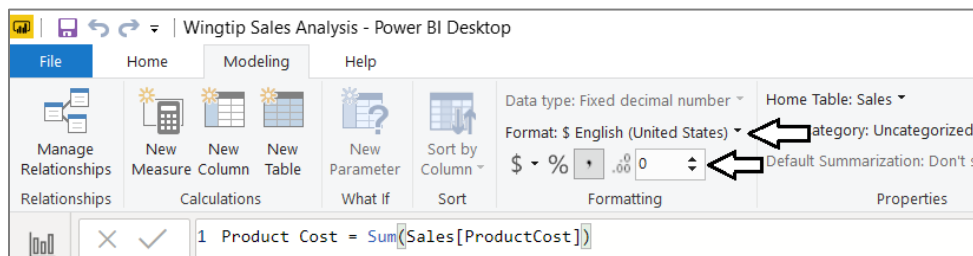 Wingtip Sales Analysis - Power BI Desktop
File Home Modeling Help
Manage Relationships
New Measure
New Column
New Table
New Parameter
Sort by Column
Data type: Fixed decimal number
Format: $ English (United States)
$ % , .00 0
Home Table: Sales
ategory: Uncategorized
Default Summarization: Don't s
Relationships Calculations What If Sort Formatting Properties
1 Product Cost = Sum(Sales[ProductCost])